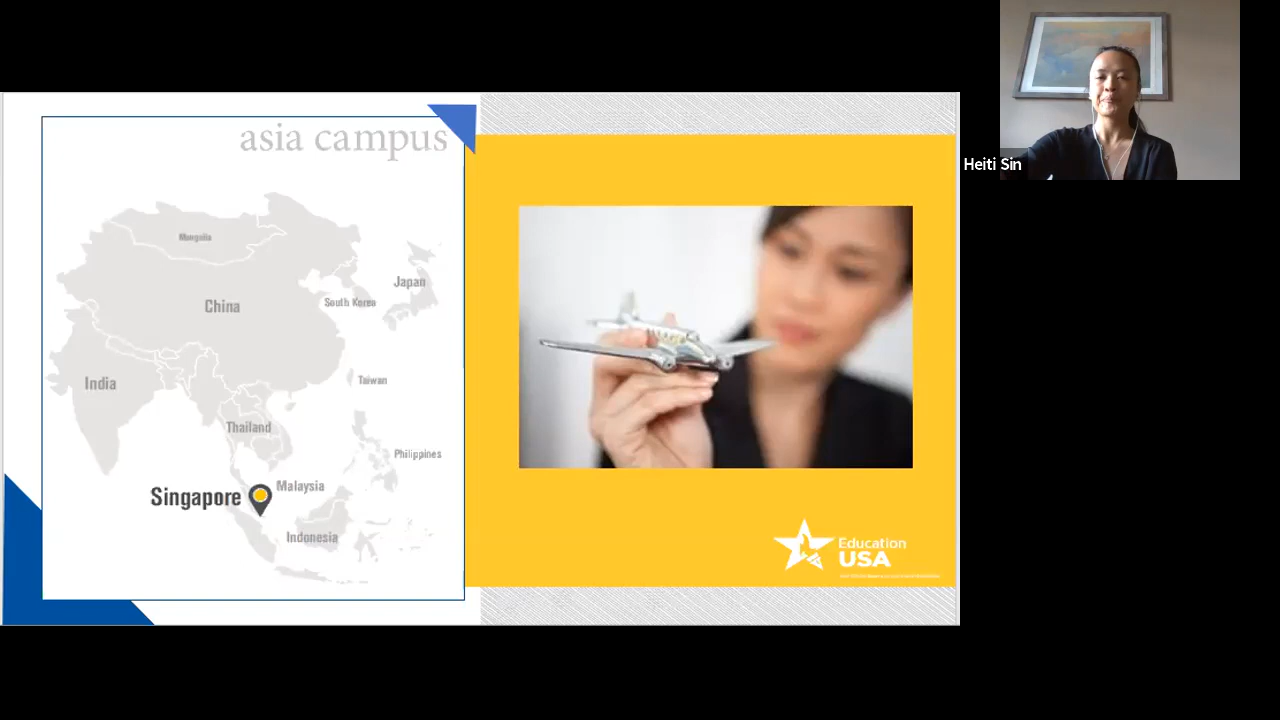 asia campus
Mongolia
China
Japan
South Korea
India
Taiwan
Thailand
Philippines
Singapore
Malaysia
Indonesia
Education
USA
Heiti Sin